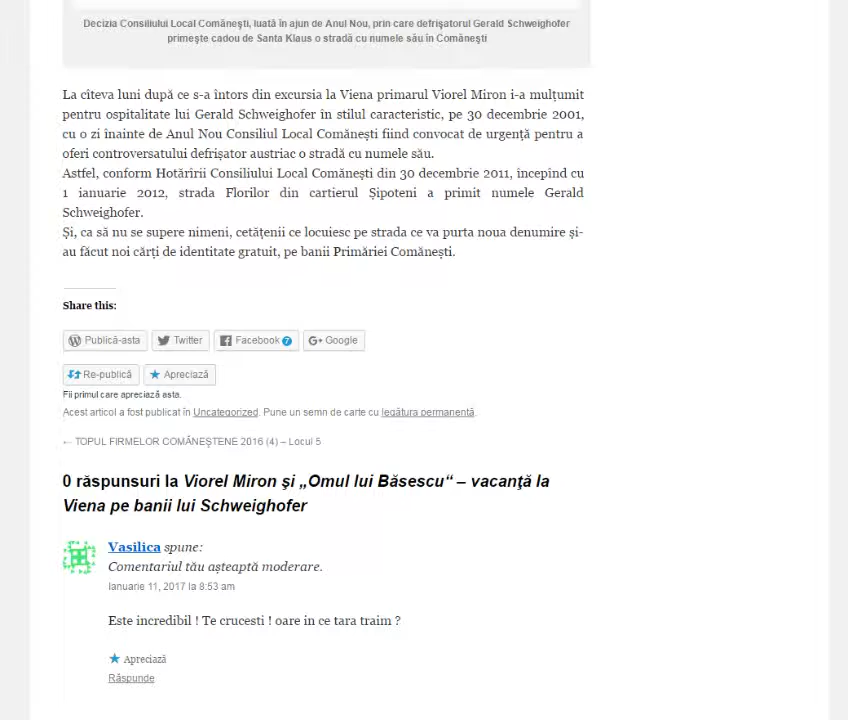 Decizia Consiliului Local Comăneşti, luată în ajun de Anul Nou, prin care defrişatorul Gerald Schweighofer
primeşte cadou de Santa Klaus o stradă cu numele său în Comăneşti
La cîteva luni după ce s-a întors din excursia la Viena primarul Viorel Miron i-a mulțumit
pentru ospitalitate lui Gerald Schweighofer în stilul caracteristic, pe 30 decembrie 2001,
cu o zi înainte de Anul Nou Consiliul Local Comănești fiind convocat de urgență pentru a
oferi controversatului defrișator austriac o stradă cu numele său.
Astfel, conform Hotărîrii Consiliului Local Comănești din 30 decembrie 2011, începînd cu
1 ianuarie 2012, strada Florilor din cartierul Șipoteni a primit numele Gerald
Schweighofer.
Și, ca să nu se supere nimeni, cetățenii ce locuiesc pe strada ce va purta noua denumire și-
au făcut noi cărți de identitate gratuit, pe banii Primăriei Comănești.
Share this:
Publică-asta Twitter Facebook 7 G+ Google
Re-publică Apreciază
Fii primul care apreciază asta.
Acest articol a fost publicat în Uncategorized. Pune un semn de carte cu legătura permanentă.
← TOPUL FIRMELOR COMĂNEŞTENE 2016 (4) – Locul 5
0 răspunsuri la Viorel Miron şi „Omul lui Băsescu“ – vacanţă la
Viena pe banii lui Schweighofer
Vasilica spune:
Comentariul tău așteaptă moderare.
Ianuarie 11, 2017 la 8:53 am
Este incredibil ! Te crucesti ! oare in ce tara traim ?
Apreciază
Răspunde